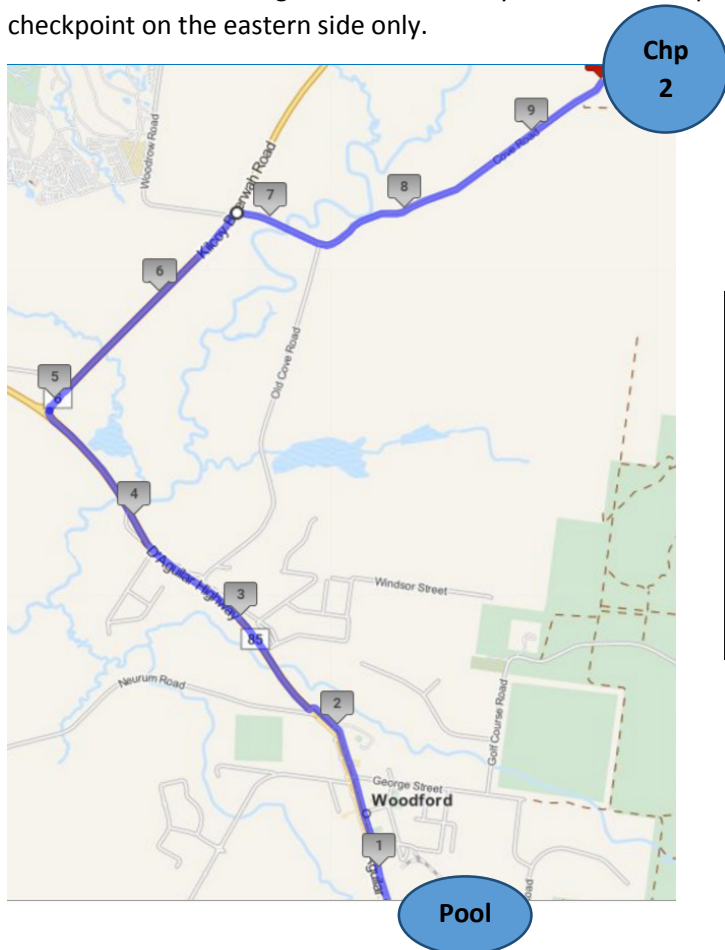 checkpoint on the eastern side only.
Chp
2
9
Cove Road
Woodrow Road
8
7
Kilcoy Beerwah Road
6
5
6
Old Cove Road
4
D'Aguilar Highway
3
85
Windsor Street
Neurum Road
2
Golf Course Road
George Street
Woodford
1
Pool